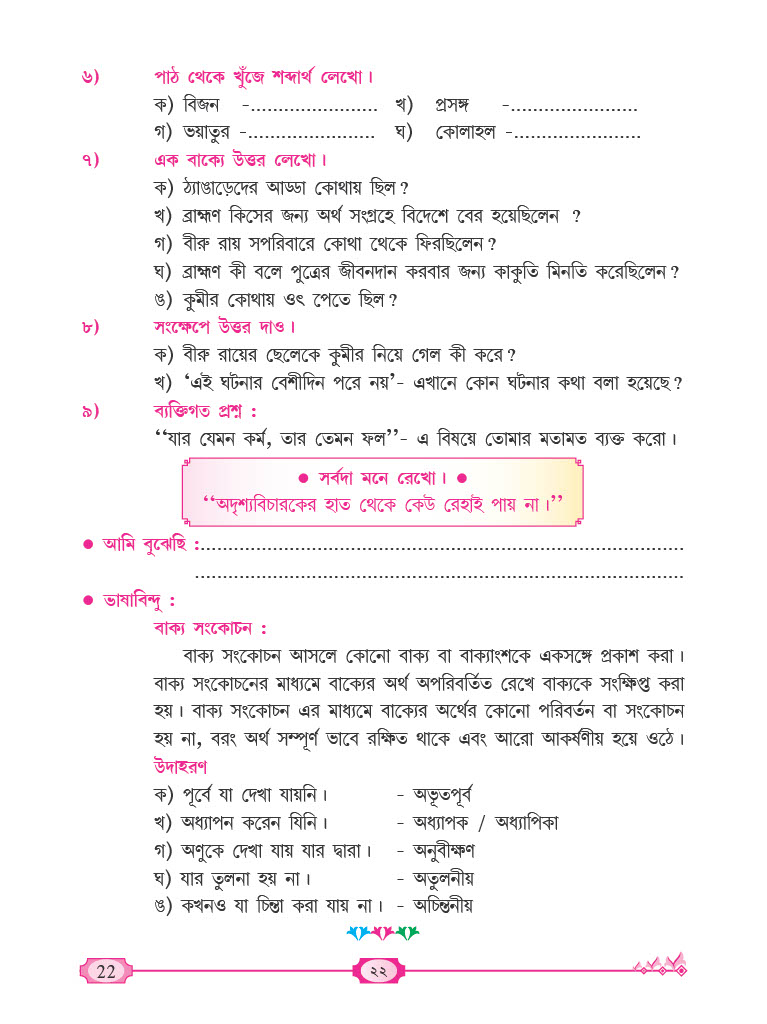 ৬) পাঠ থেকে খুঁজে শব্দার্থ লেখো।
ক) বিজন -....................... খ) প্রসঙ্গ -.......................
গ) ভয়াতুর -....................... ঘ) কোলাহল -.......................
৭) এক বাক্যে উত্তর লেখো।
ক) ঠ্যাঙাড়েদের আড্ডা কোথায় ছিল?
খ) ব্রাহ্মণ কিসের জন্য অর্থ সংগ্রহে বিদেশে বের হয়েছিলেন ?
গ) বীরু রায় সপরিবারে কোথা থেকে ফিরছিলেন?
ঘ) ব্রাহ্মণ কী বলে পুত্রের জীবনদান করবার জন্য কাকুতি মিনতি করেছিলেন?
ঙ) কুমীর কোথায় ওৎ পেতে ছিল?
৮) সংক্ষেপে উত্তর দাও।
ক) বীরু রায়ের ছেলেকে কুমীর নিয়ে গেল কী করে?
খ) ‘এই ঘটনার বেশীদিন পরে নয়’- এখানে কোন ঘটনার কথা বলা হয়েছে?
৯) ব্যক্তিগত প্রশ্ন :
‘‘যার যেমন কর্ম, তার তেমন ফল’’- এ বিষয়ে তোমার মতামত ব্যক্ত করো।
● সর্বদা মনে রেখো। ●
‘‘অদৃশ্যবিচারকের হাত থেকে কেউ রেহাই পায় না।’’
● আমি বুঝেছি :.......................................................................................
........................................................................................
● ভাষাবিন্দু :
বাক্য সংকোচন :
বাক্য সংকোচন আসলে কোনো বাক্য বা বাক্যাংশকে একসঙ্গে প্রকাশ করা।
বাক্য সংকোচনের মাধ্যমে বাক্যের অর্থ অপরিবর্তিত রেখে বাক্যকে সংক্ষিপ্ত করা
হয়। বাক্য সংকোচন এর মাধ্যমে বাক্যের অর্থের কোনো পরিবর্তন বা সংকোচন
হয় না, বরং অর্থ সম্পূর্ণ ভাবে রক্ষিত থাকে এবং আরো আকর্ষণীয় হয়ে ওঠে।
উদাহরণ
ক) পূর্বে যা দেখা যায়নি। - অভূতপূর্ব
খ) অধ্যাপন করেন যিনি। - অধ্যাপক / অধ্যাপিকা
গ) অণুকে দেখা যায় যার দ্বারা। - অনুবীক্ষণ
ঘ) যার তুলনা হয় না। - অতুলনীয়
ঙ) কখনও যা চিন্তা করা যায় না। - অচিন্তনীয়
22 ২২